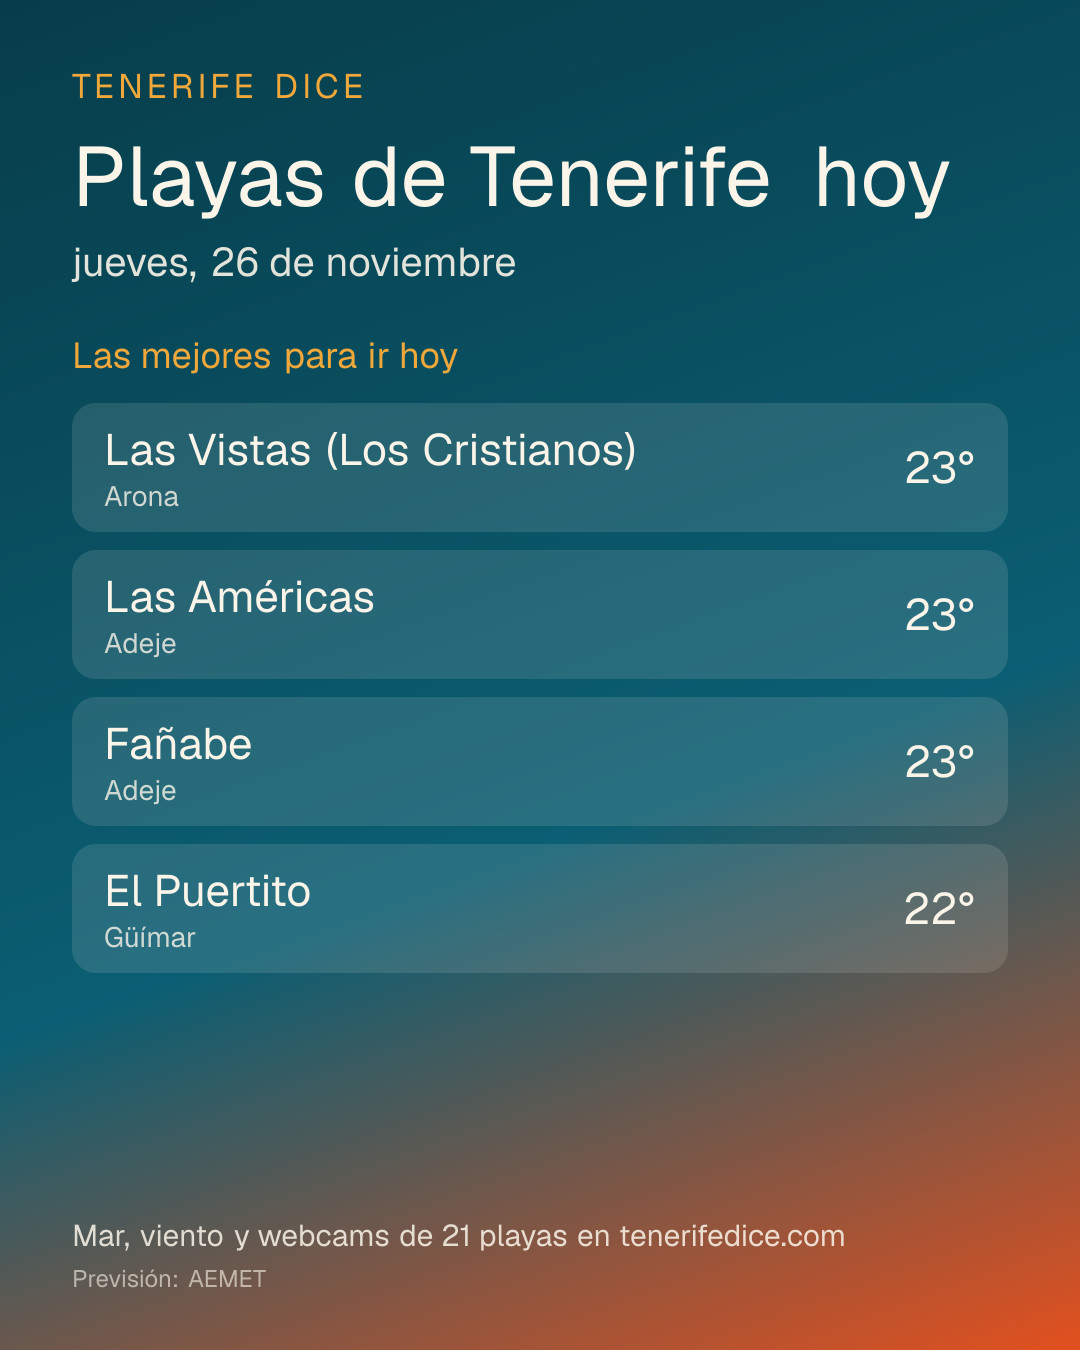 TENERIFE DICE
Playas de Tenerife hoy
jueves, 26 de noviembre
Las mejores para ir hoy
Las Vistas (Los Cristianos)
Arona
23°
Las Américas
Adeje
23°
Fañabe
Adeje
23°
El Puertito
Güímar
22°
Mar, viento y webcams de 21 playas en tenerifedice.com
Previsión: AEMET